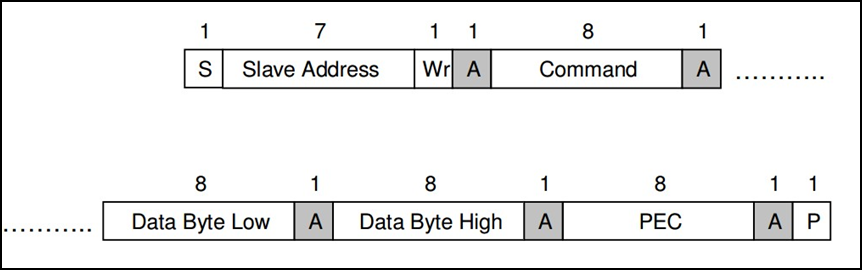 1 7 1 1 8 1
S Slave Address Wr A Command A ...........
8 1 8 1 8 1 1
........... Data Byte Low A Data Byte High A PEC A P